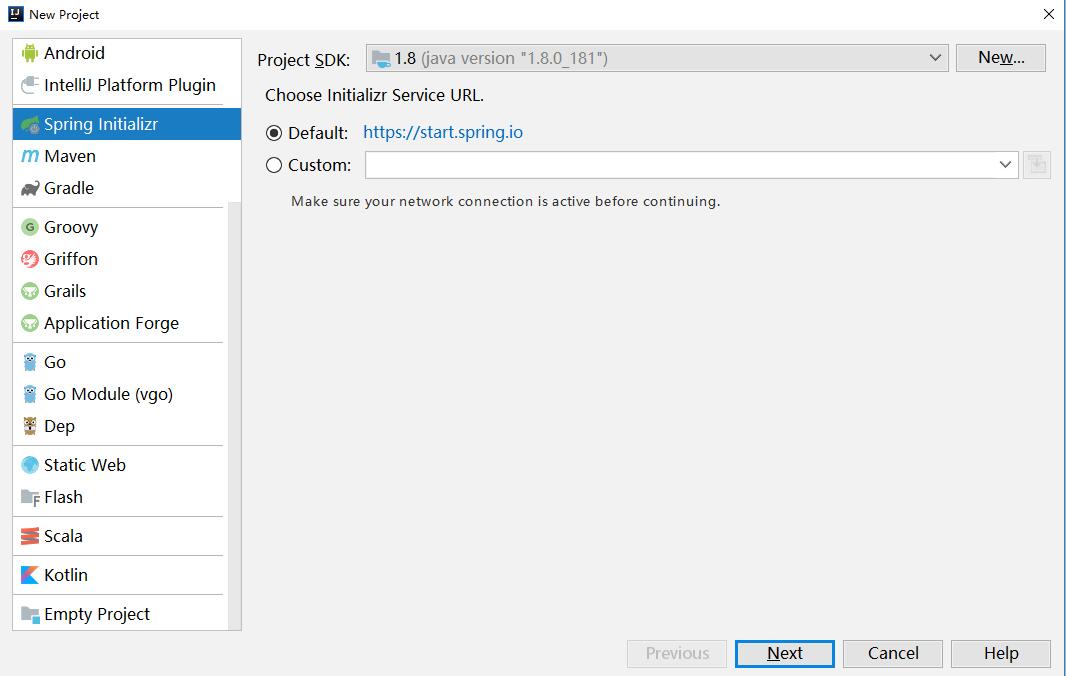 New Project
Android
IntelliJ Platform Plugin
Spring Initializr
Maven
Gradle
Groovy
Griffon
Grails
Application Forge
Go
Go Module (vgo)
Dep
Static Web
Flash
Scala
Kotlin
Empty Project
Project SDK: 1.8 (java version "1.8.0_181") New...
Choose Initializr Service URL.
Default: https://start.spring.io
Custom:
Make sure your network connection is active before continuing.
Previous Next Cancel Help